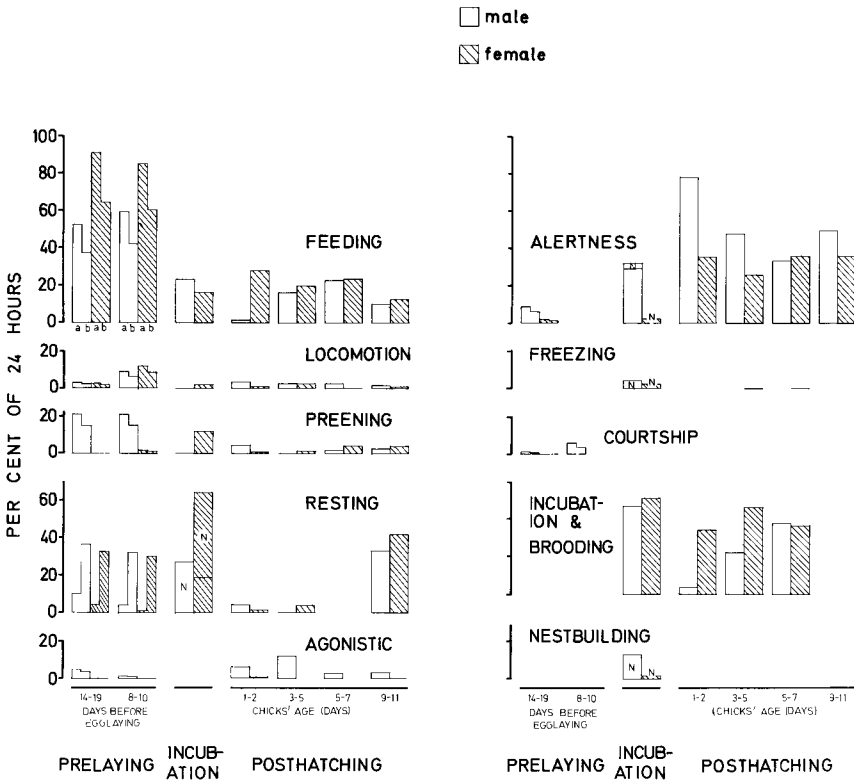 male
female
PER CENT OF 24 HOURS
100
80
60
40
20
0
FEEDING
a b a b
a b a b
20
0
LOCOMOTION
20
0
PREENING
60
40
20
0
RESTING
N
N
20
0
AGONISTIC
14-19 8-10
DAYS BEFORE
EGGLAYING
1-2 3-5 5-7 9-11
CHICKS' AGE (DAYS)
PRELAYING
INCUB-
ATION
POSTHATCHING
ALERTNESS
N
N
FREEZING
N
N
COURTSHIP
INCUBAT-
ION &
BROODING
NESTBUILDING
N
N
14-19 8-10
DAYS BEFORE
EGGLAYING
1-2 3-5 5-7 9-11
(CHICKS' AGE (DAYS)
PRELAYING
INCUB-
ATION
POSTHATCHING